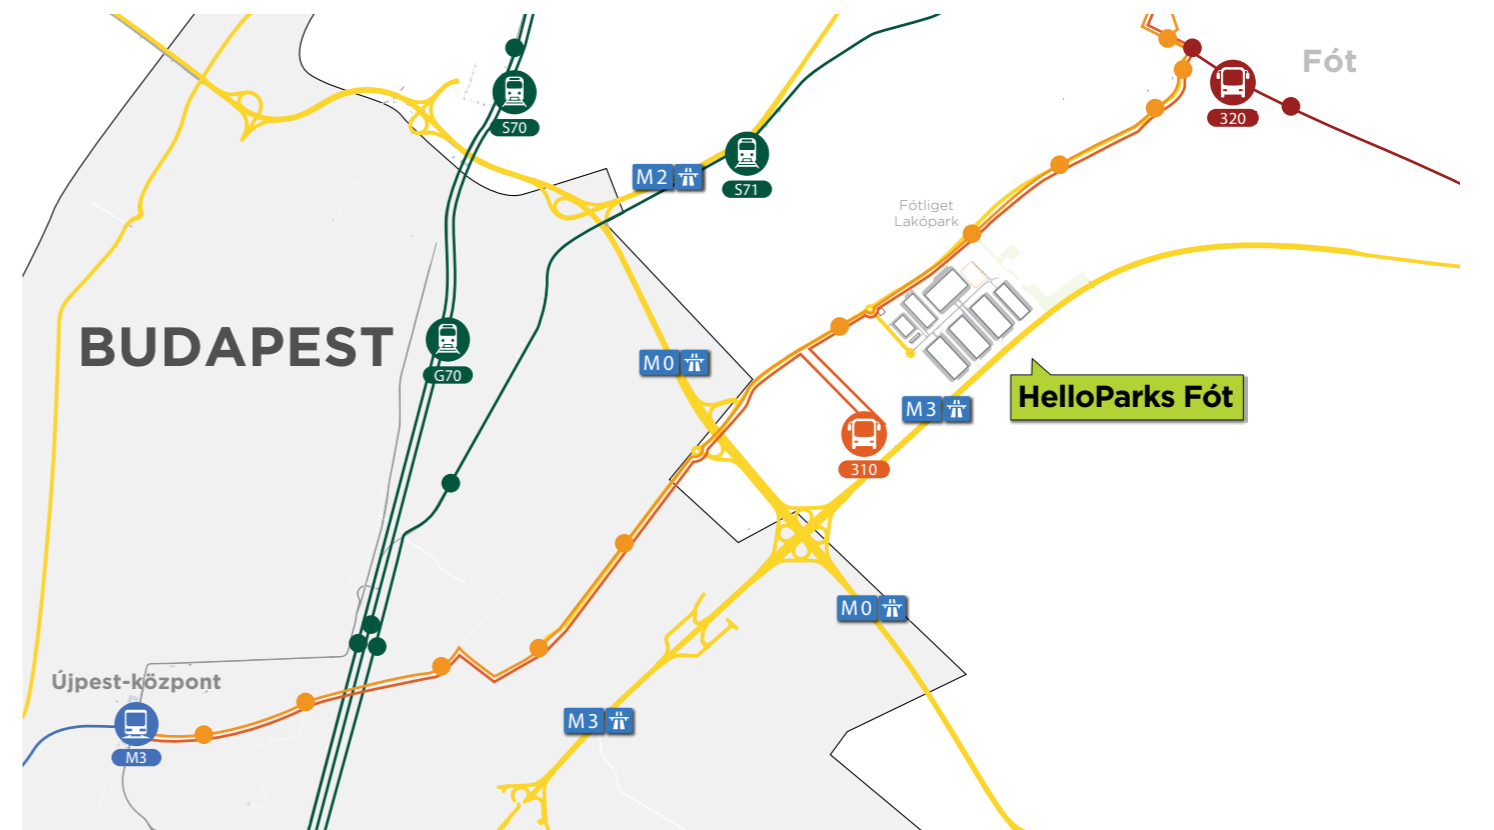 Fót
S70
320
M2
S71
Fótliget
Lakópark
BUDAPEST
G70
M0
HelloParks Fót
M3
310
M0
Újpest-központ
M3
M3